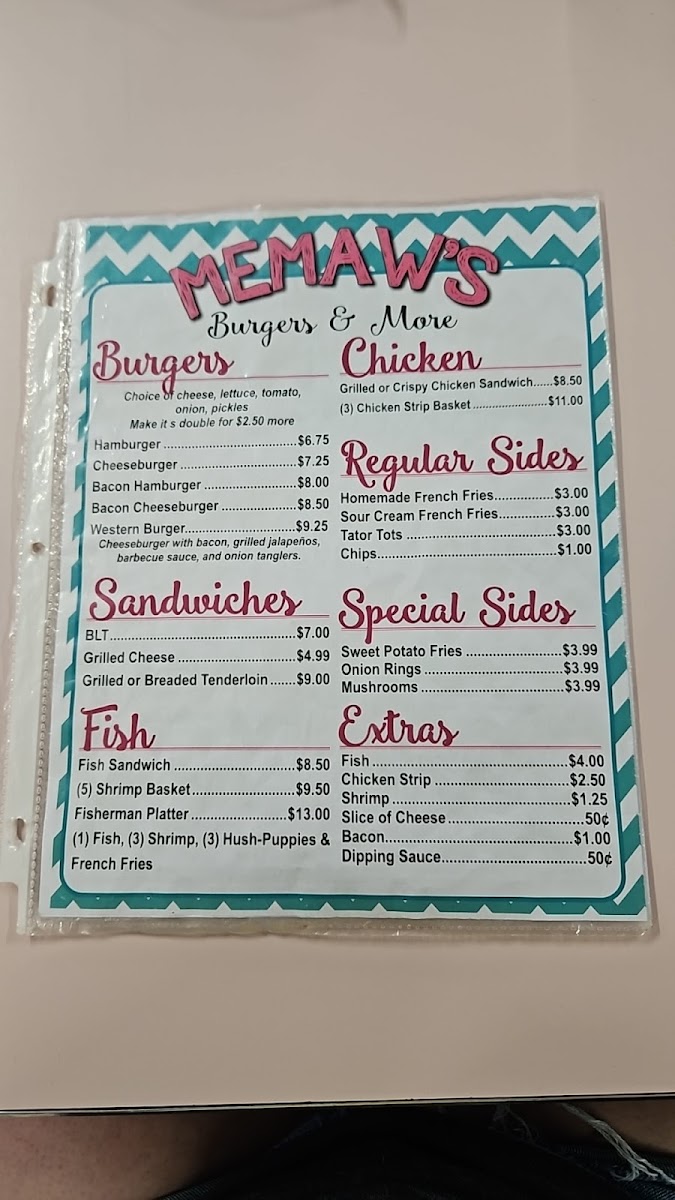 MEMAW'S
Burgers & More
Burgers
Choice of cheese, lettuce, tomato,
onion, pickles
Make it s double for $2.50 more
Hamburger ................................$6.75
Cheeseburger ............................$7.25
Bacon Hamburger ......................$8.00
Bacon Cheeseburger ..................$8.50
Western Burger...........................$9.25
Cheeseburger with bacon, grilled jalapeños,
barbecue sauce, and onion tanglers.
Sandwiches
BLT.............................................$7.00
Grilled Cheese ............................$4.99
Grilled or Breaded Tenderloin ......$9.00
Fish
Fish Sandwich .............................$8.50
(5) Shrimp Basket.........................$9.50
Fisherman Platter.......................$13.00
(1) Fish, (3) Shrimp, (3) Hush-Puppies &
French Fries
Chicken
Grilled or Crispy Chicken Sandwich......$8.50
(3) Chicken Strip Basket.......................$11.00
Regular Sides
Homemade French Fries...............$3.00
Sour Cream French Fries..............$3.00
Tator Tots ......................................$3.00
Chips..............................................$1.00
Special Sides
Sweet Potato Fries .......................$3.99
Onion Rings ..................................$3.99
Mushrooms ...................................$3.99
Extras
Fish................................................$4.00
Chicken Strip .................................$2.50
Shrimp ...........................................$1.25
Slice of Cheese .................................50¢
Bacon..............................................$1.00
Dipping Sauce...................................50¢